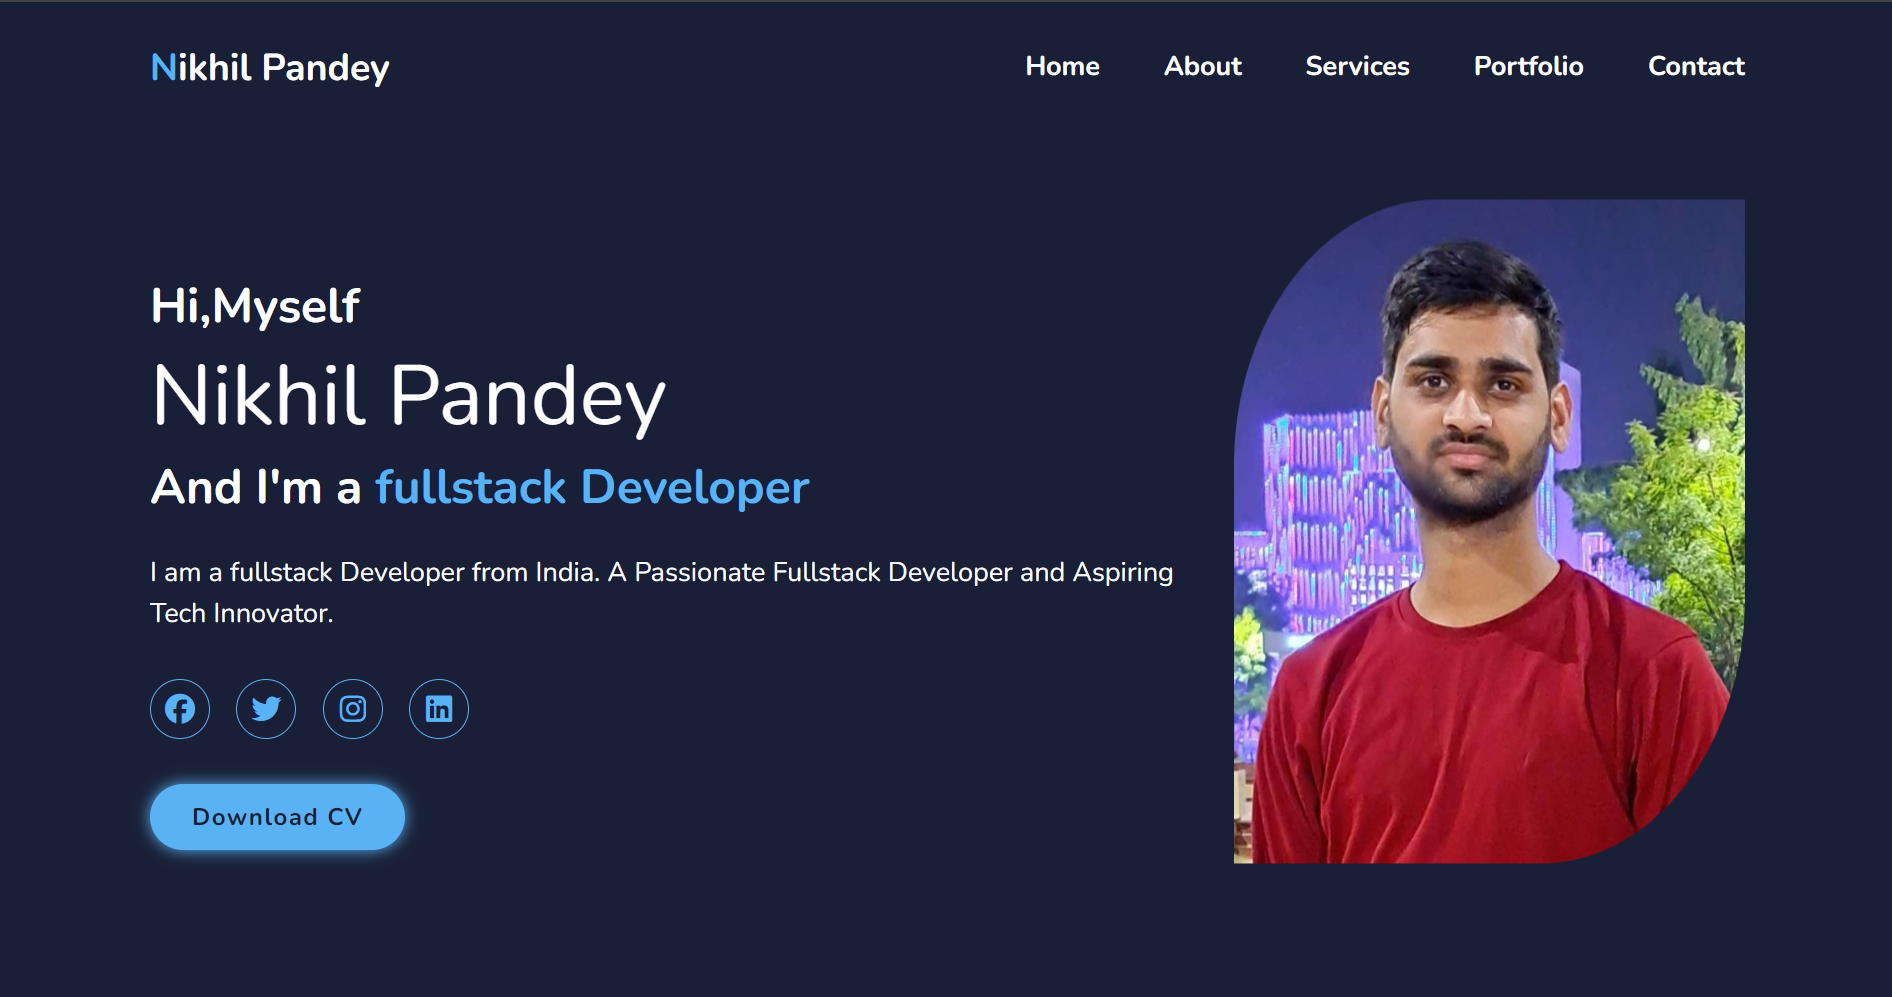 Nikhil Pandey
Home About Services Portfolio Contact
Hi,Myself
Nikhil Pandey
And I'm a fullstack Developer
I am a fullstack Developer from India. A Passionate Fullstack Developer and Aspiring
Tech Innovator.
Download CV